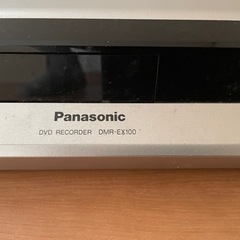 Panasonic
DVD RECORDER DMR-EX100